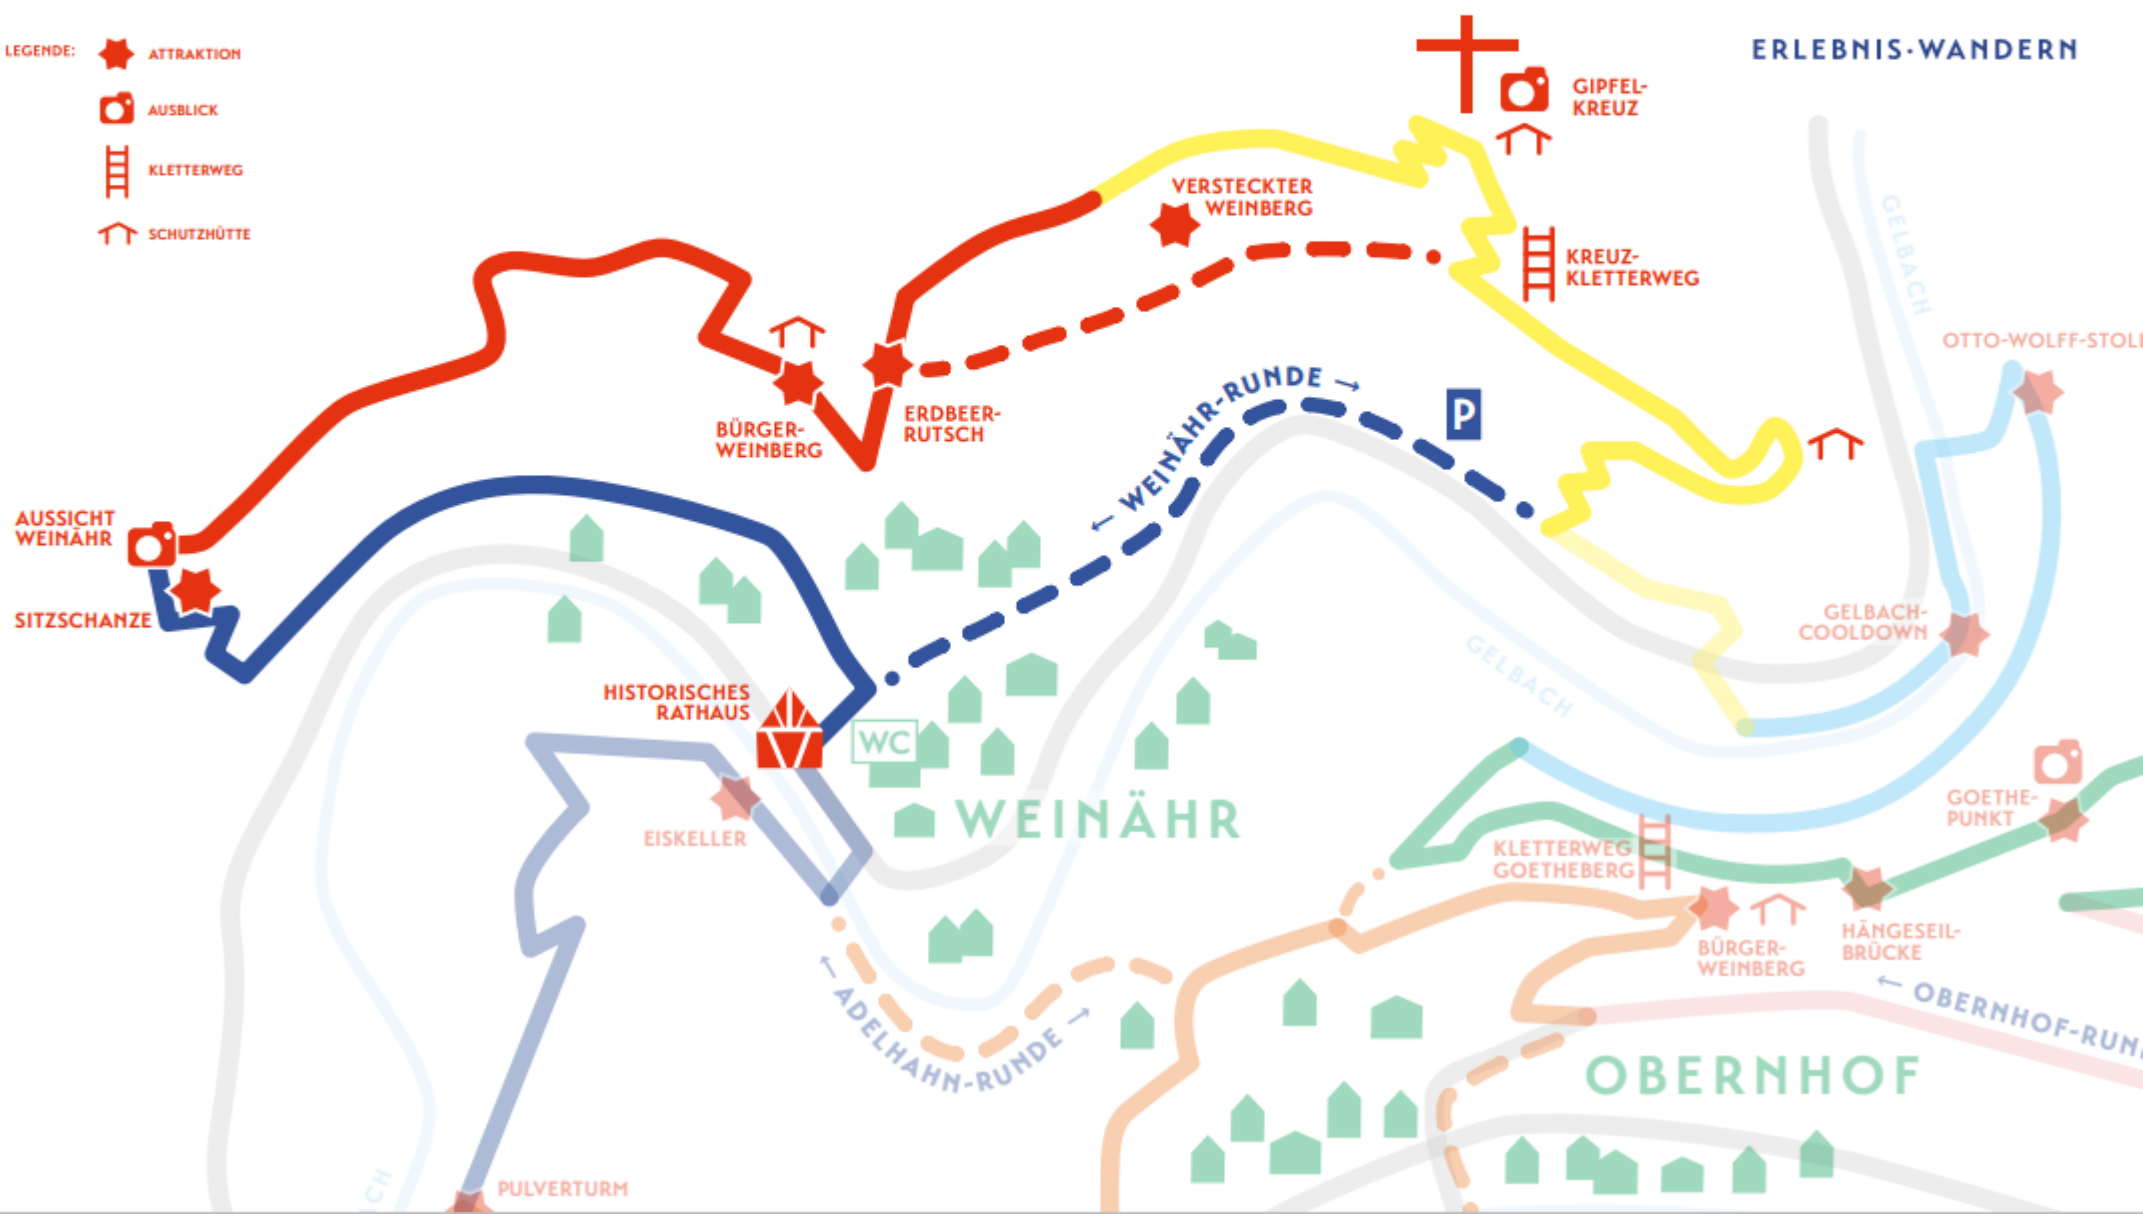 LEGENDE:
ATTRAKTION
AUSBLICK
KLETTERWEG
SCHUTZHÜTTE
ERLEBNIS·WANDERN
GIPFEL-
KREUZ
VERSTECKTER
WEINBERG
KREUZ-
KLETTERWEG
GELBACH
OTTO-WOLFF-STOLL
BÜRGER-
WEINBERG
ERDBEER-
RUTSCH
← WEINÄHR-RUNDE →
P
AUSSICHT
WEINÄHR
SITZSCHANZE
HISTORISCHES
RATHAUS
WC
WEINÄHR
EISKELLER
GELBACH
GELBACH-
COOLDOWN
GOETHE-
PUNKT
KLETTERWEG
GOETHEBERG
BÜRGER-
WEINBERG
HÄNGESEIL-
BRÜCKE
← OBERNHOF-RUN
← ADELHAHN-RUNDE →
OBERNHOF
PULVERTURM
ACH